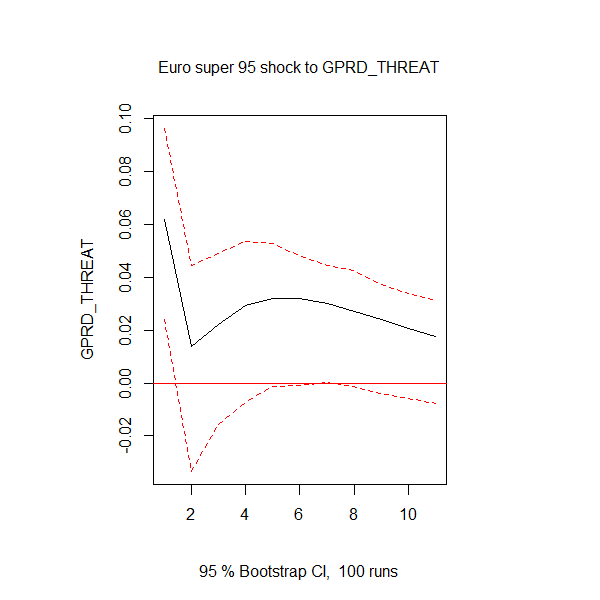 Euro super 95 shock to GPRD_THREAT
GPRD_THREAT
0.10
0.08
0.06
0.04
0.02
0.00
-0.02
2 4 6 8 10
95 % Bootstrap CI, 100 runs